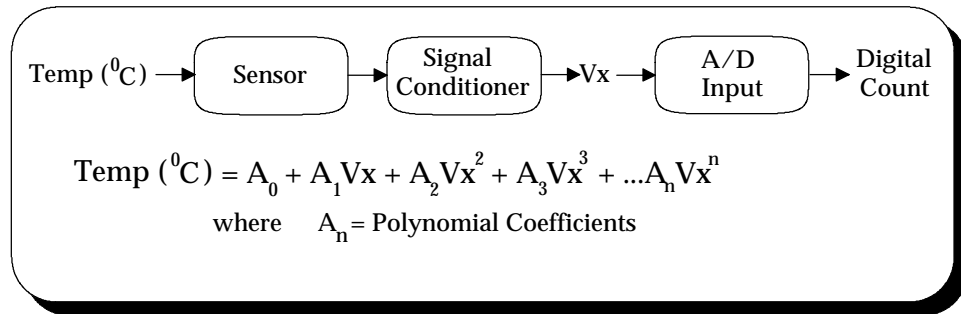 Temp (⁰C)
Sensor
Signal
Conditioner
Vx
A/D
Input
Digital
Count
Temp (⁰C) = A₀ + A₁Vx + A₂Vx² + A₃Vx³ + ...AₙVxⁿ
where Aₙ= Polynomial Coefficients